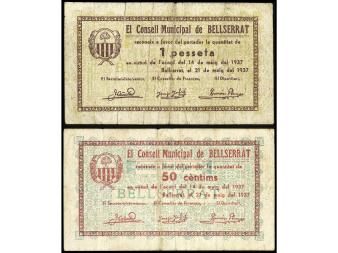 El Consell Municipal de BELLSERRAT
reconeix a favor del portador la quantitat de
1 pesseta
en virtut de l'acord del 14 de maig del 1937
Bellserrat, el 21 de maig del 1937
El Secretari-Interventor, El Conseller de Finances, El Dipositari,
El Consell Municipal de BELLSERRAT
reconeix a favor del portador la quantitat de
50 cèntims
en virtut de l'acord del 14 de maig del 1937
Bellserrat, el 21 de maig del 1937
El Secretari-Interventor, El Conseller de Finances, El Dipositari,